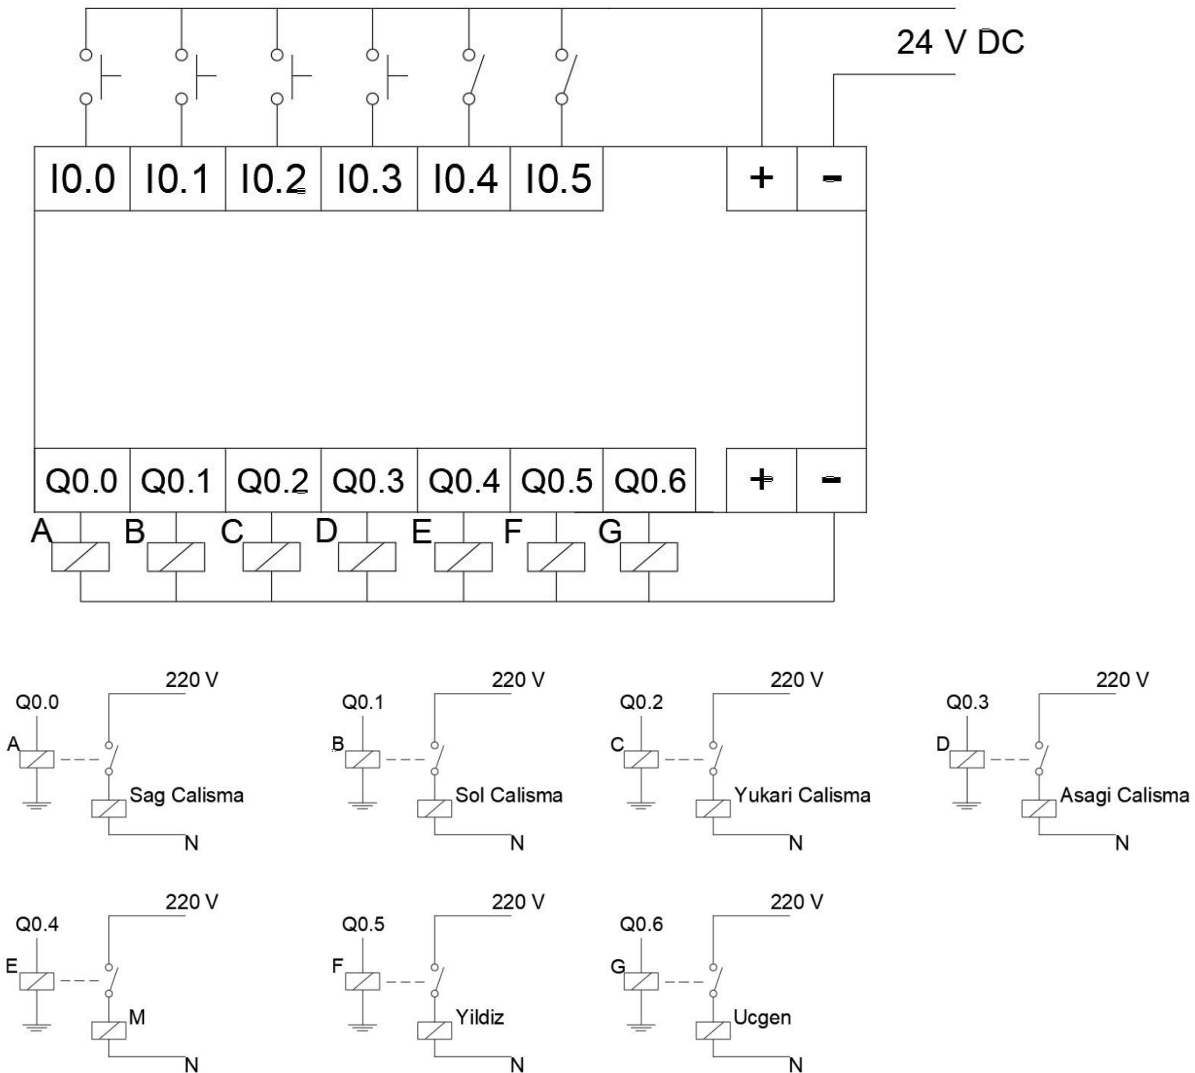 24 V DC
I0.0 I0.1 I0.2 I0.3 I0.4 I0.5 + -
Q0.0 Q0.1 Q0.2 Q0.3 Q0.4 Q0.5 Q0.6 + -
A B C D E F G
220 V 220 V 220 V 220 V
Q0.0 Q0.1 Q0.2 Q0.3
A B C D
Sag Calisma Sol Calisma Yukari Calisma Asagi Calisma
N N N N
220 V 220 V 220 V
Q0.4 Q0.5 Q0.6
E F G
M Yildiz Ucgen
N N N